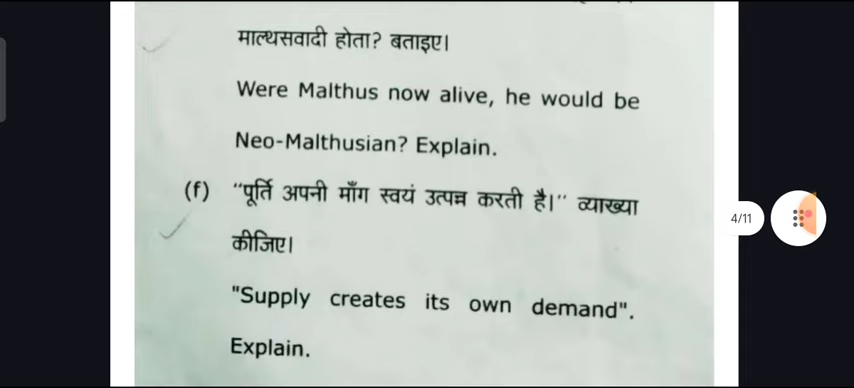 माल्थसवादी होता? बताइए।
Were Malthus now alive, he would be
Neo-Malthusian? Explain.
(f) ‘‘पूर्ति अपनी माँग स्वयं उत्पन्न करती है।’’ व्याख्या
कीजिए।
4/11
"Supply creates its own demand".
Explain.